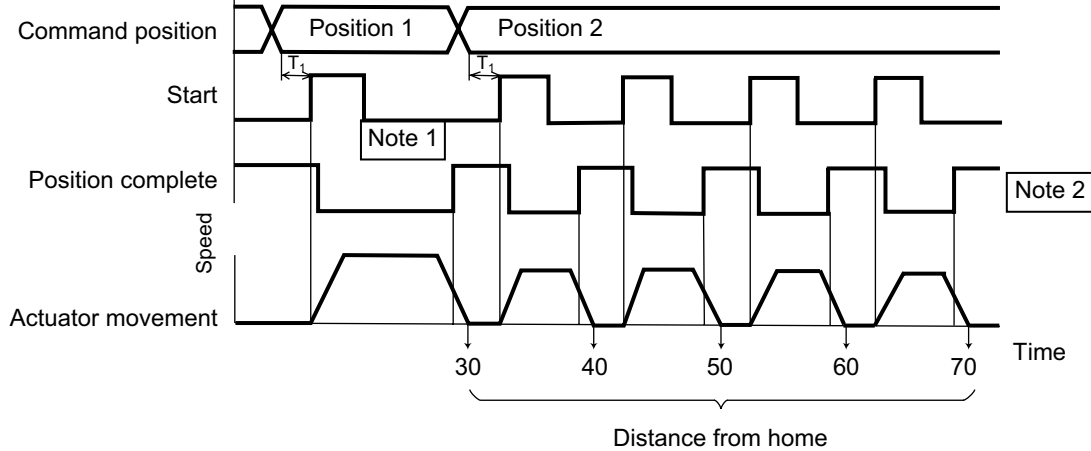 Command position
Position 1
Position 2
T1
T1
Start
Note 1
Position complete
Note 2
Speed
Actuator movement
Time
30
40
50
60
70
Distance from home